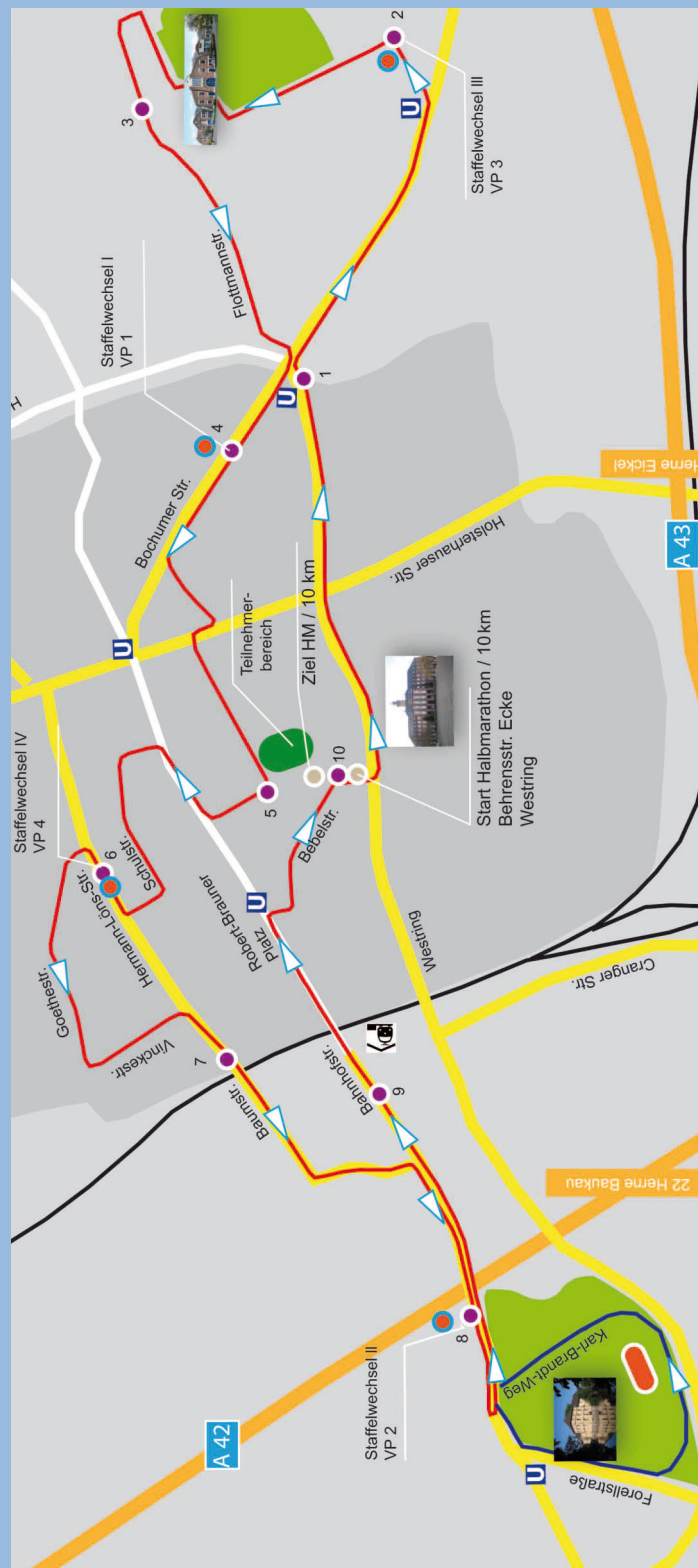 2
3
Staffelwechsel III
VP 3
U
Flottmannstr.
Staffelwechsel I
VP 1
H
1
U
4
Bochumer Str.
Herne Eickel
A 43
Holsterhauser Str.
U
Teilnehmer-
bereich
Ziel HM / 10 km
10
5
Bebelstr.
Start Halbmarathon / 10 km
Behrensstr. Ecke
Westring
Staffelwechsel IV
VP 4
6
Schulstr.
Hermann-Löns-Str.
Goethestr.
Vinckestr.
U
Robert-Brauner
Platz
Westring
Cranger Str.
7
Baumstr.
Bahnhofstr.
9
22 Herne Baukau
8
Staffelwechsel II
VP 2
A 42
Karl-Brandt-Weg
U
Forellstraße